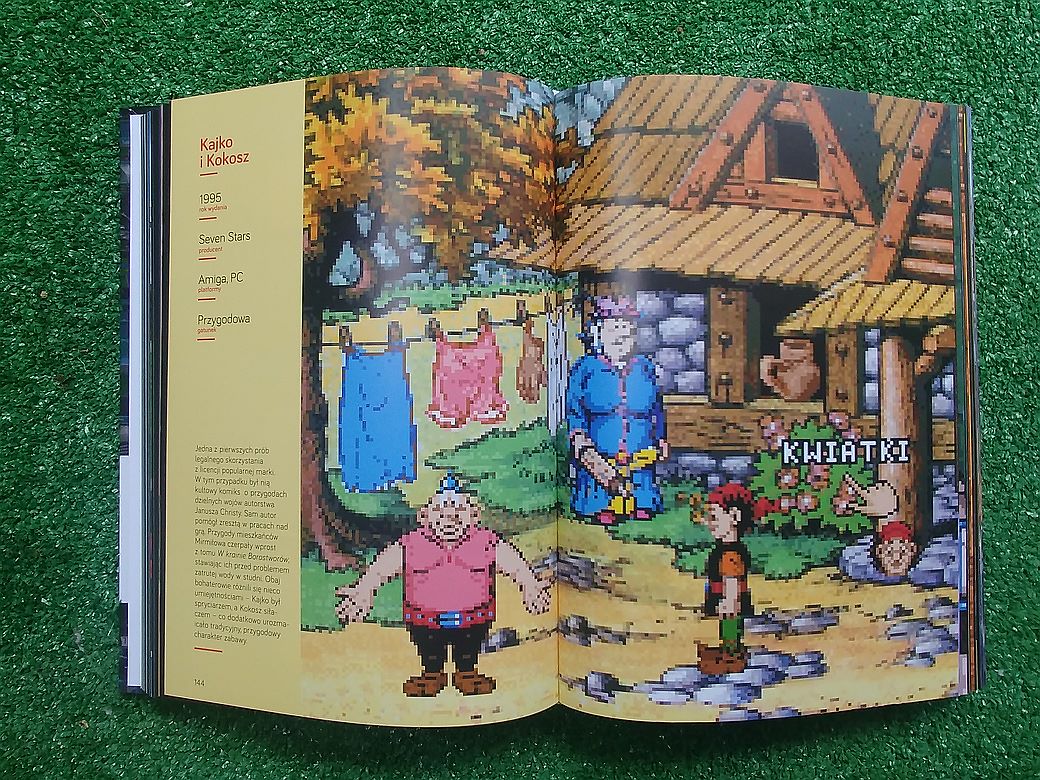 Kajko
i Kokosz
1995
rok wydania
Seven Stars
producent
Amiga, PC
platformy
Przygodowa
gatunek
Jedna z pierwszych prób
legalnego skorzystania
z licencji popularnej marki.
W tym przypadku był nią
kultowy komiks o przygodach
dzielnych wojów autorstwa
Janusza Christy. Sam autor
pomógł zresztą w pracach nad
grą. Przygody mieszkańców
Mirmiłowa czerpały wprost
z tomu W krainie Borostworów,
stawiając ich przed problemem
zatrutej wody w studni. Obaj
bohaterowie różnili się nieco
umiejętnościami – Kajko był
spryciarzem, a Kokosz siła-
czem – co dodatkowo urozma-
icało tradycyjny, przygodowy
charakter zabawy.
144
KWIATKI